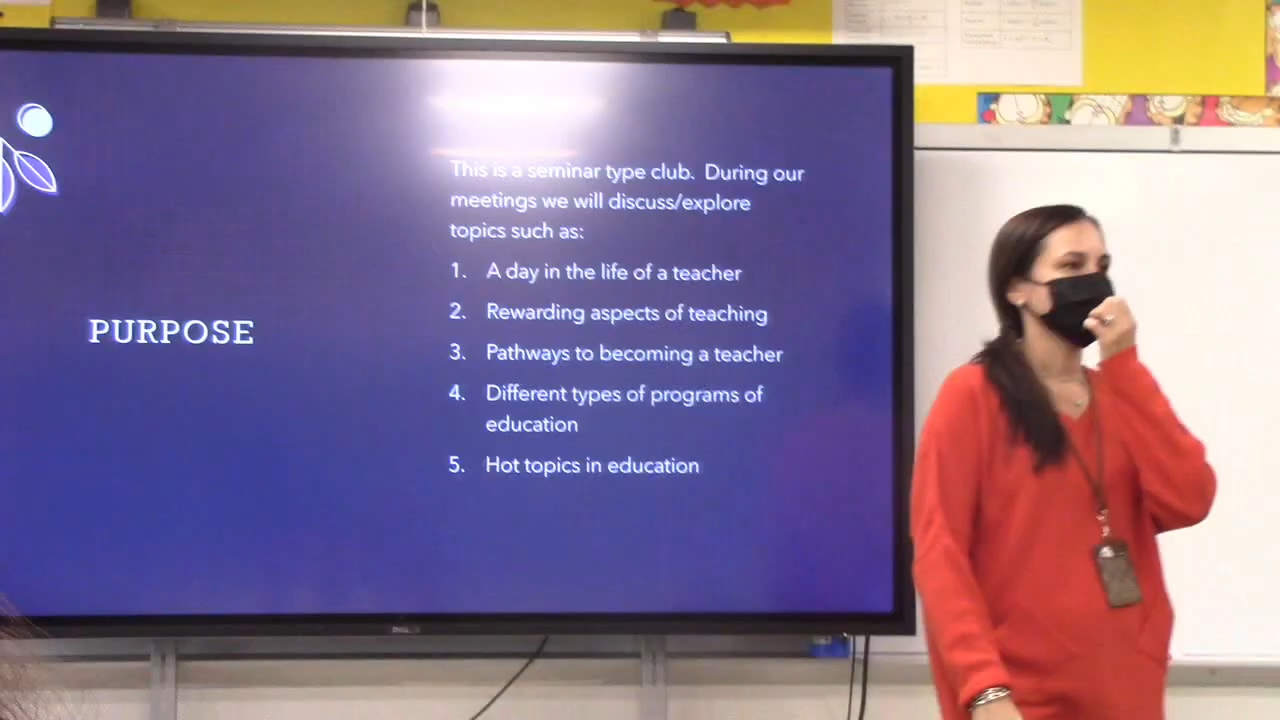 PURPOSE
This is a seminar type club. During our
meetings we will discuss/explore
topics such as:
1. A day in the life of a teacher
2. Rewarding aspects of teaching
3. Pathways to becoming a teacher
4. Different types of programs of
education
5. Hot topics in education
DELL